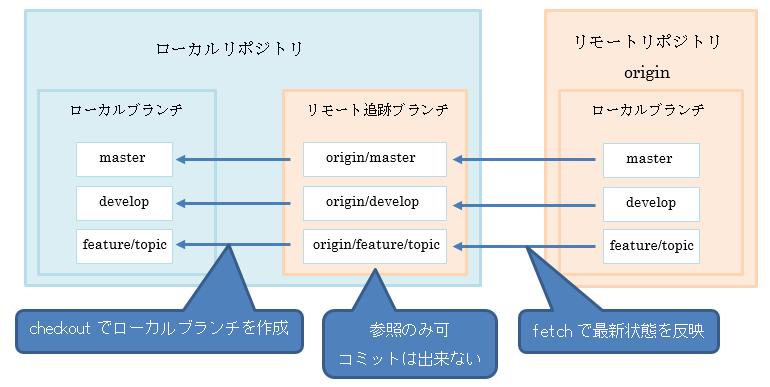 ローカルリポジトリ
リモートリポジトリ
origin
ローカルブランチ
リモート追跡ブランチ
ローカルブランチ
master
origin/master
master
develop
origin/develop
develop
feature/topic
origin/feature/topic
feature/topic
checkout でローカルブランチを作成
参照のみ可
コミットは出来ない
fetch で最新状態を反映